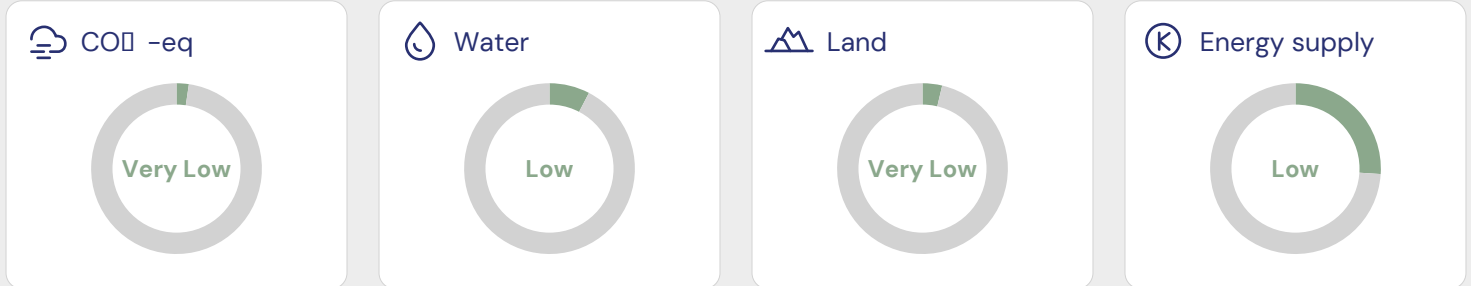 CO▯ -eq
Water
Land
Energy supply
Very Low
Low
Very Low
Low